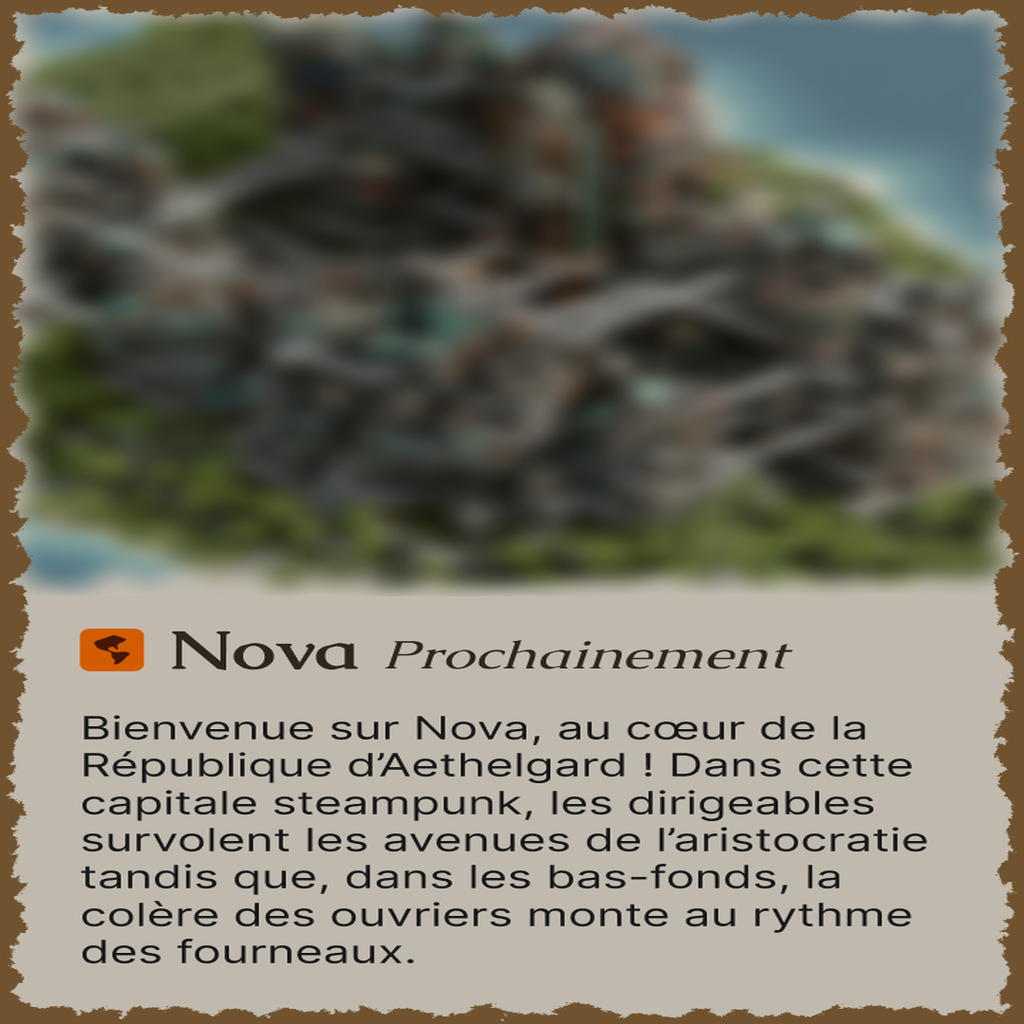 Nova Prochainement
Bienvenue sur Nova, au cœur de la
République d’Aethelgard ! Dans cette
capitale steampunk, les dirigeables
survolent les avenues de l’aristocratie
tandis que, dans les bas-fonds, la
colère des ouvriers monte au rythme
des fourneaux.